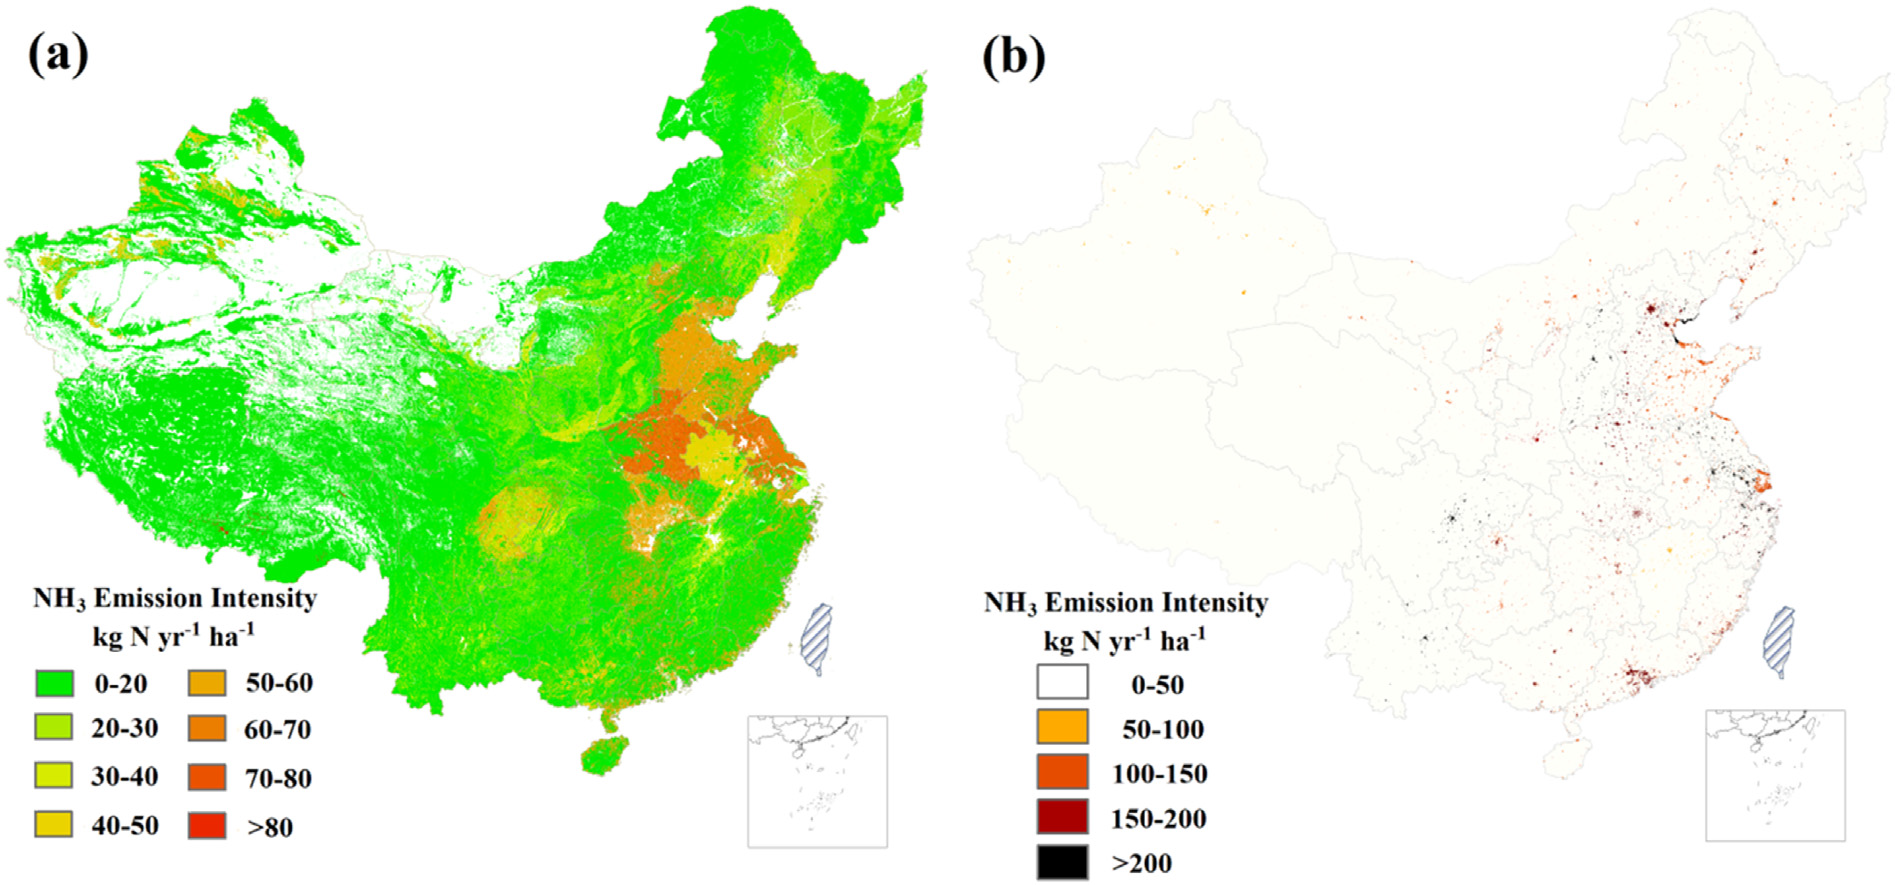 (a)
NH3 Emission Intensity
kg N yr-1 ha-1
0-20
50-60
20-30
60-70
30-40
70-80
40-50
>80
(b)
NH3 Emission Intensity
kg N yr-1 ha-1
0-50
50-100
100-150
150-200
>200